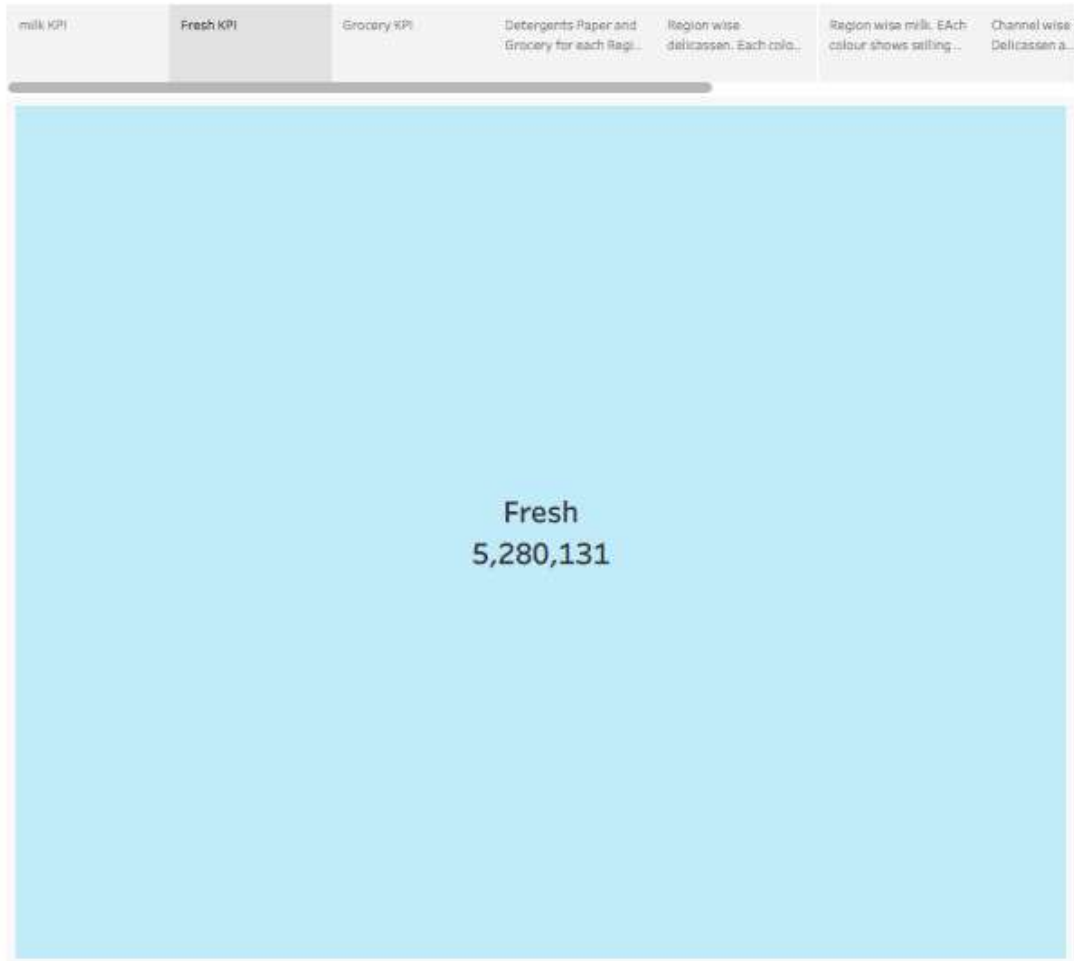 milk KPI
Fresh KPI
Grocery KPI
Detergents Paper and
Grocery for each Regi...
Region wise
delicassen. Each colo...
Region wise milk. EAch
colour shows selling ...
Channel wise
Delicassen a...
Fresh
5,280,131